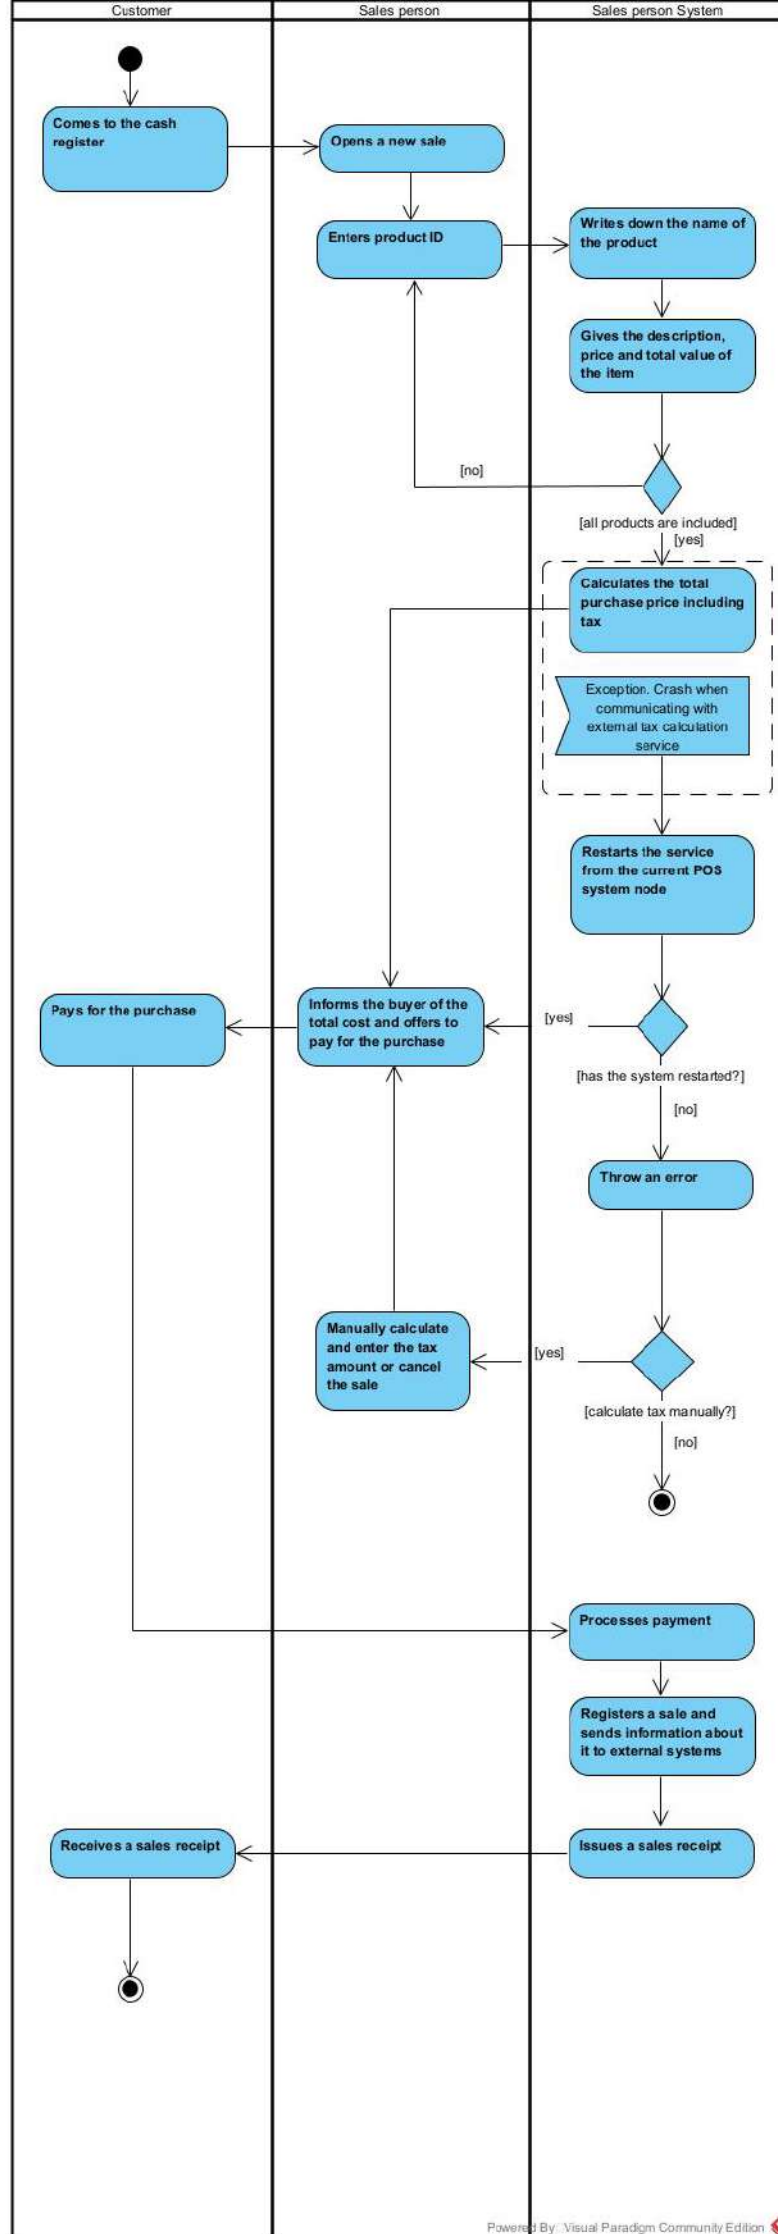 Customer
Sales person
Sales person System
Comes to the cash
register
Opens a new sale
Enters product ID
Writes down the name of
the product
Gives the description,
price and total value of
the item
[no]
[all products are included]
[yes]
Calculates the total
purchase price including
tax
Exception. Crash when
communicating with
external tax calculation
service
Restarts the service
from the current POS
system node
Pays for the purchase
Informs the buyer of the
total cost and offers to
pay for the purchase
[yes]
[has the system restarted?]
[no]
Throw an error
Manually calculate
and enter the tax
amount or cancel
the sale
[yes]
[calculate tax manually?]
[no]
Processes payment
Registers a sale and
sends information about
it to external systems
Receives a sales receipt
Issues a sales receipt
Powered By Visual Paradigm Community Edition